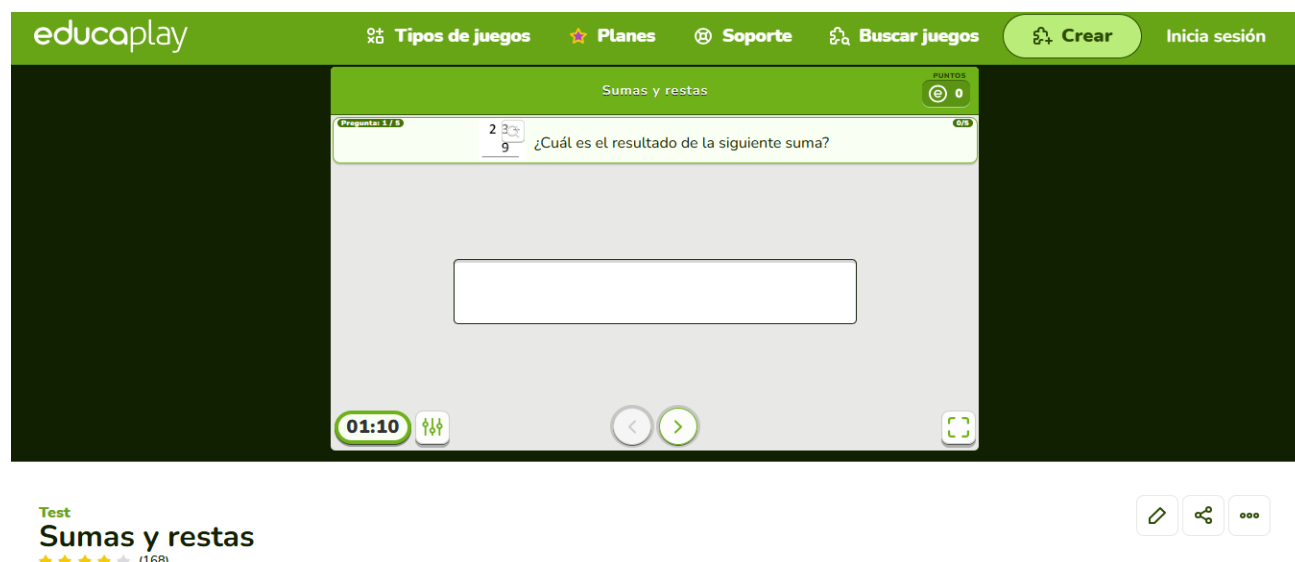 educaplay
Tipos de juegos
Planes
Soporte
Buscar juegos
Crear
Inicia sesión
Sumas y restas
PUNTOS
0
Pregunta: 1 / 5
2 3
9
¿Cuál es el resultado de la siguiente suma?
0/5
01:10
Test
Sumas y restas
(168)